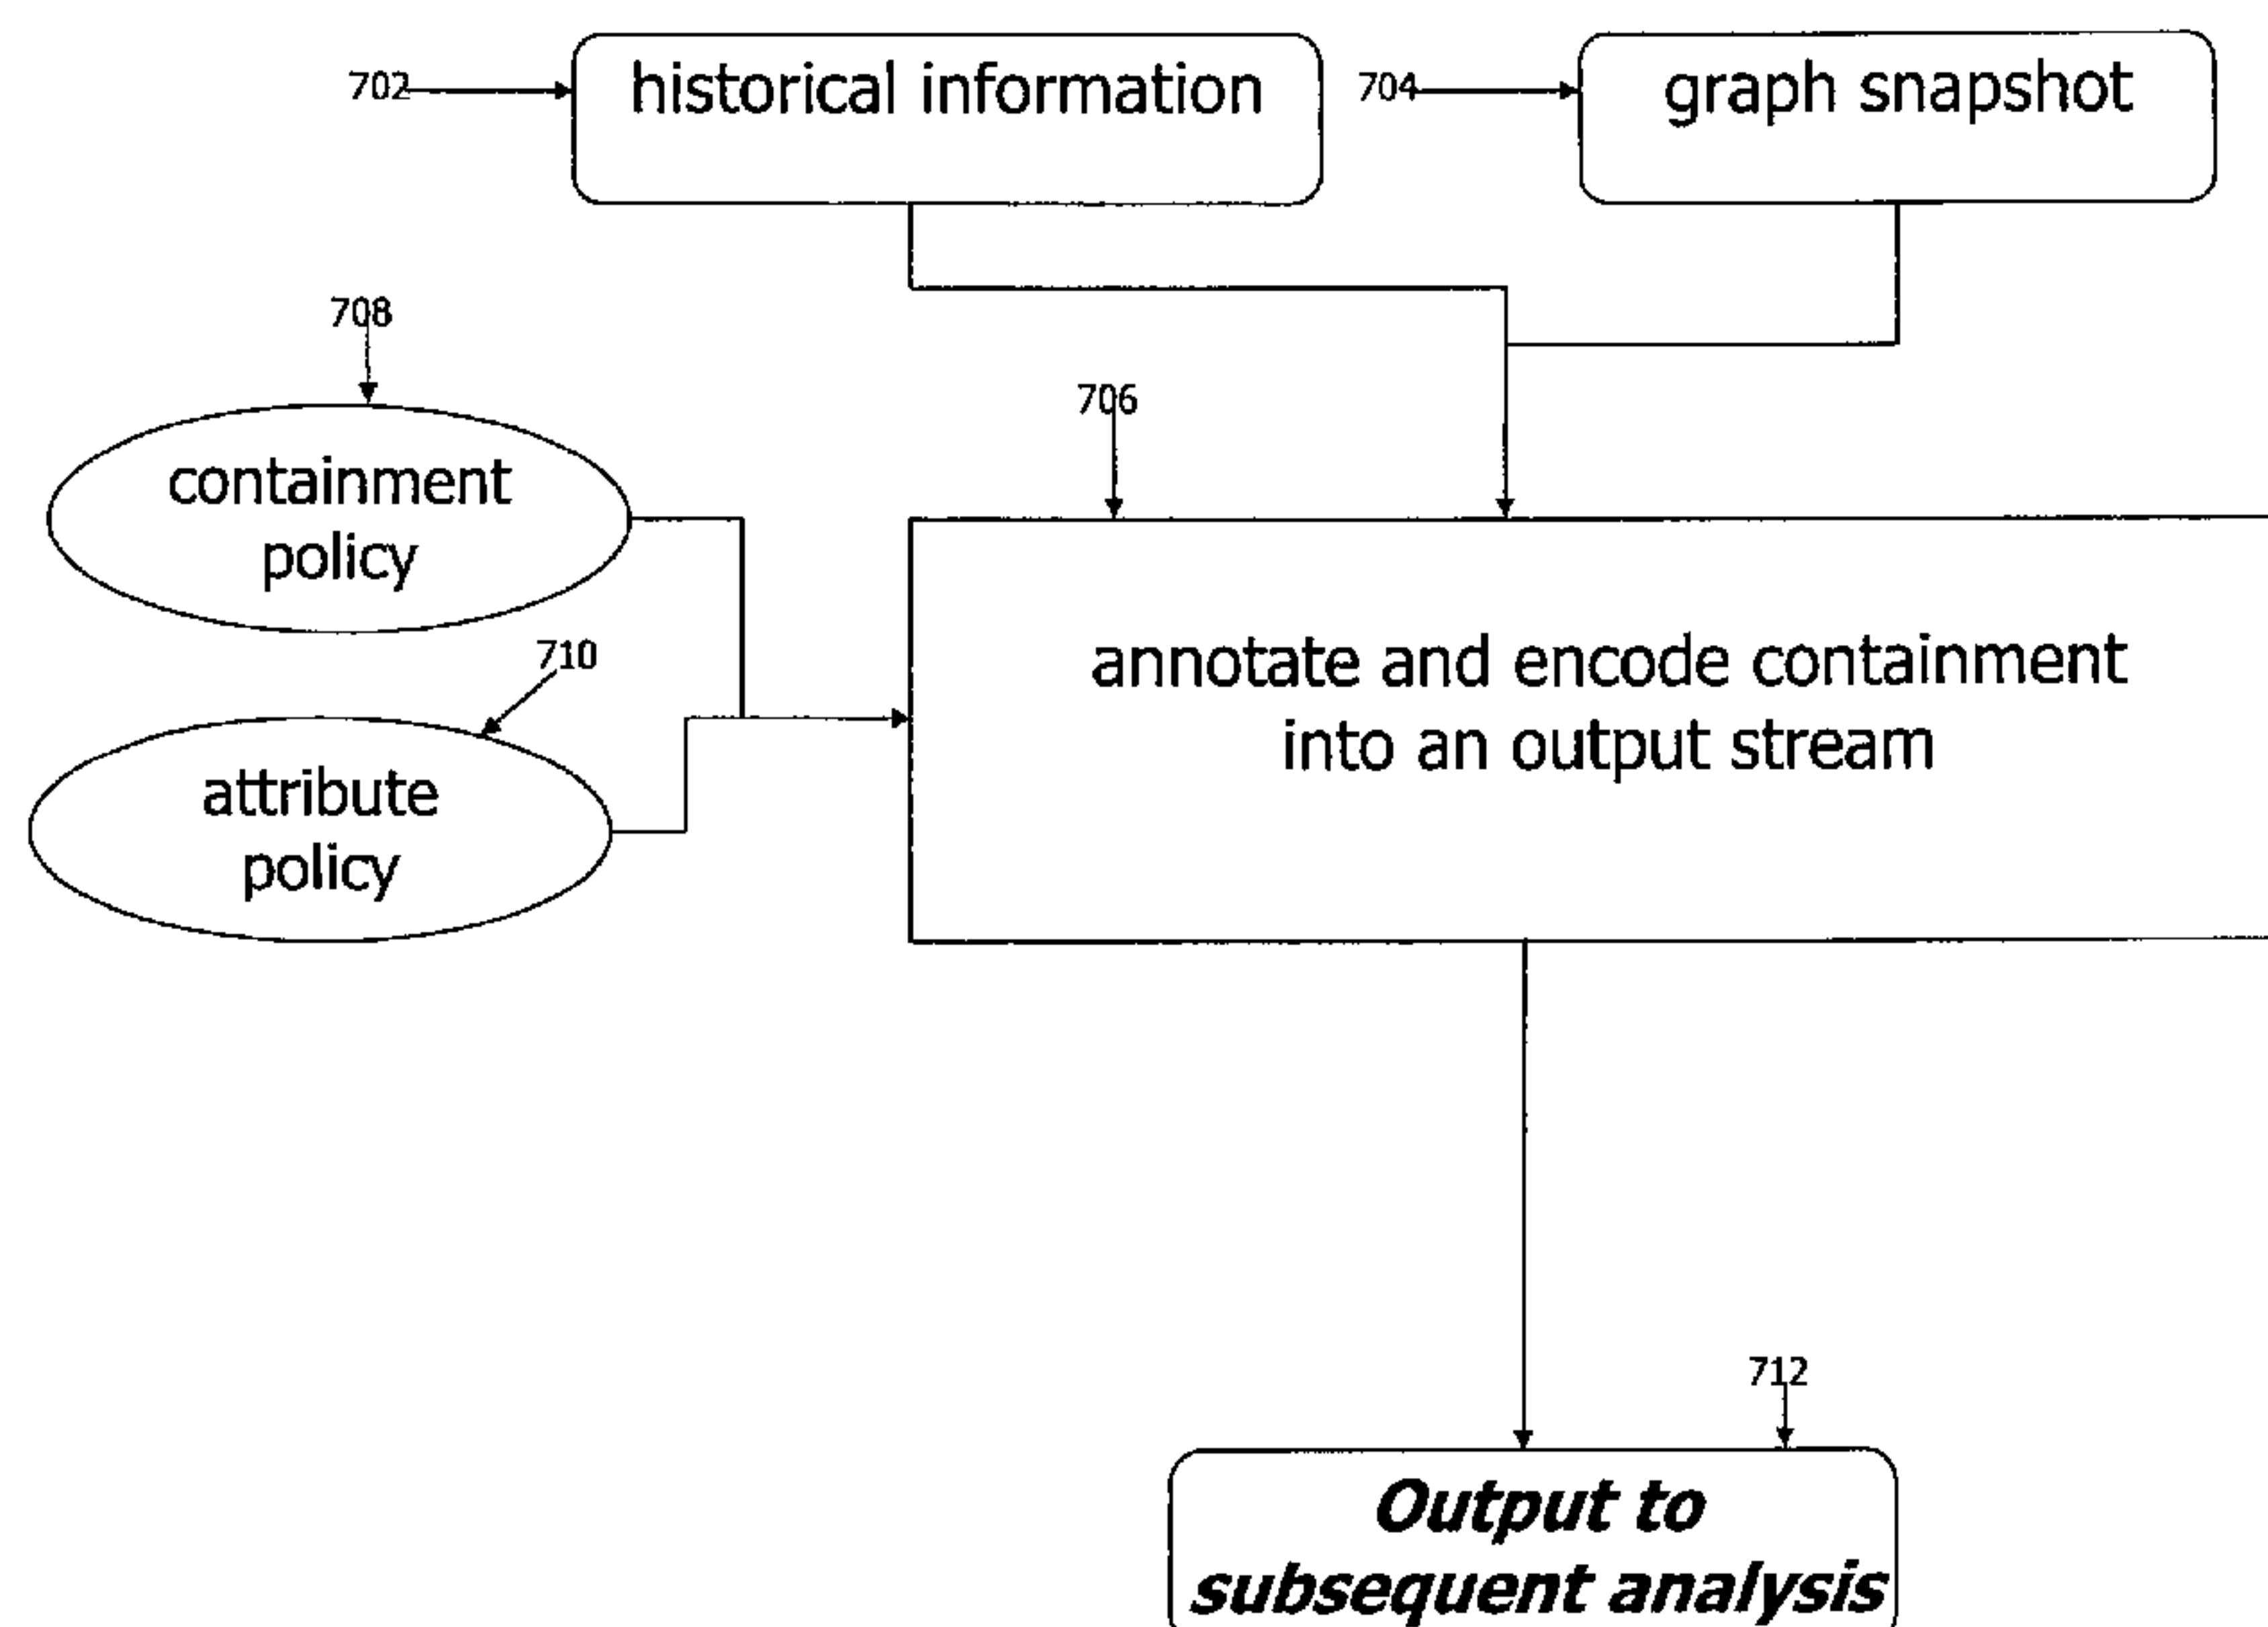 702
historical information
704
graph snapshot
708
706
containment
policy
710
annotate and encode containment
into an output stream
attribute
policy
712
Output to
subsequent analysis